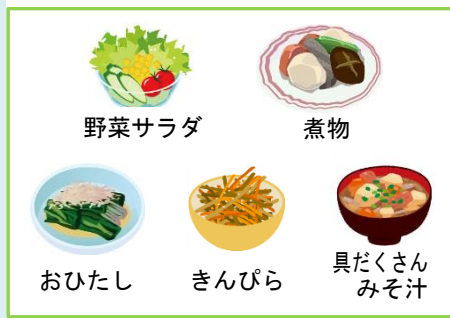 野菜サラダ
煮物
おひたし
きんぴら
具だくさん
みそ汁